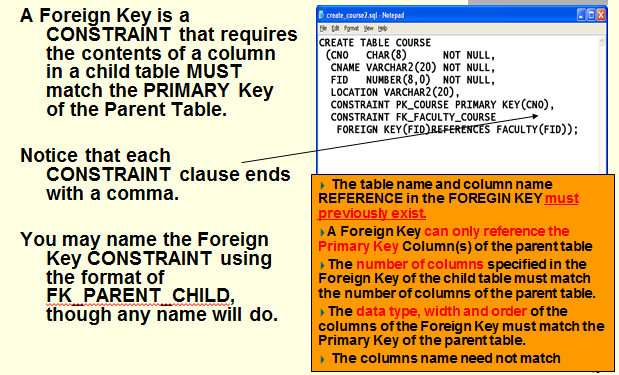 A Foreign Key is a
CONSTRAINT that requires
the contents of a column
in a child table MUST
match the PRIMARY Key
of the Parent Table.
Notice that each
CONSTRAINT clause ends
with a comma.
You may name the Foreign
Key CONSTRAINT using
the format of
FK_PARENT_CHILD,
though any name will do.
create_course2.sql - Notepad
File Edit Format View Help
CREATE TABLE COURSE
(CNO CHAR(8) NOT NULL,
CNAME VARCHAR2(20) NOT NULL,
FID NUMBER(8,0) NOT NULL,
LOCATION VARCHAR2(20),
CONSTRAINT PK_COURSE PRIMARY KEY(CNO),
CONSTRAINT FK_FACULTY_COURSE
FOREIGN KEY(FID)REFERENCES FACULTY(FID));
The table name and column name
REFERENCE in the FOREGIN KEY must
previously exist.
A Foreign Key can only reference the
Primary Key Column(s) of the parent table
The number of columns specified in the
Foreign Key of the child table must match
the number of columns of the parent table.
The data type, width and order of the
columns of the Foreign Key must match the
Primary Key of the parent table.
The columns name need not match